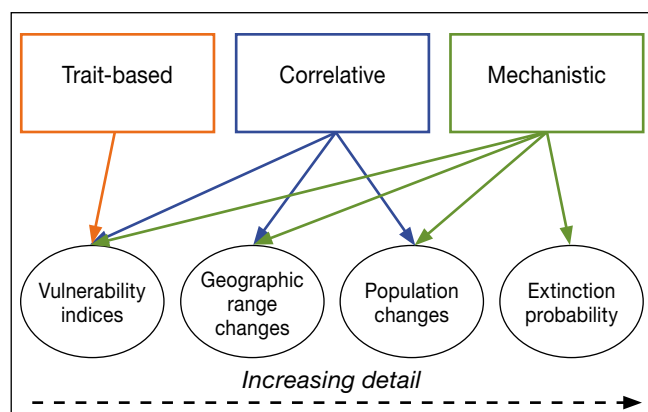 Trait-based
Correlative
Mechanistic
Vulnerability
indices
Geographic
range
changes
Population
changes
Extinction
probability
Increasing detail